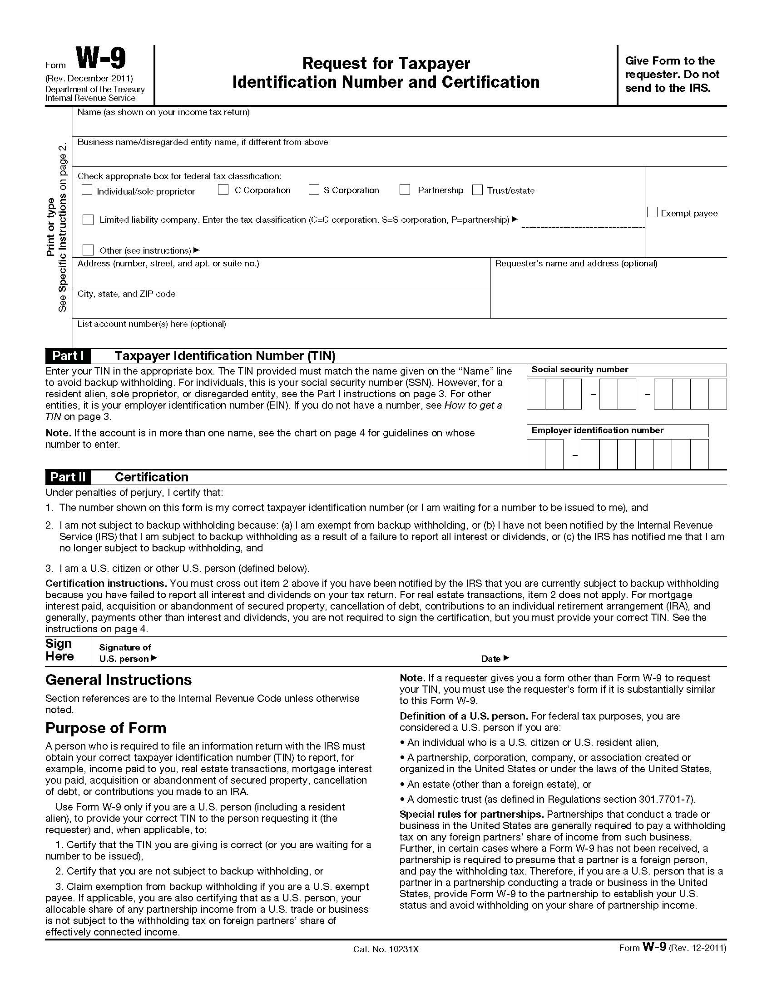 Form W-9
(Rev. December 2011)
Department of the Treasury
Internal Revenue Service
Request for Taxpayer
Identification Number and Certification
Give Form to the
requester. Do not
send to the IRS.
Print or type
See Specific Instructions on page 2.
Name (as shown on your income tax return)
Business name/disregarded entity name, if different from above
Check appropriate box for federal tax classification:
Individual/sole proprietor C Corporation S Corporation Partnership Trust/estate
Limited liability company. Enter the tax classification (C=C corporation, S=S corporation, P=partnership) ►
Exempt payee
Other (see instructions) ►
Address (number, street, and apt. or suite no.)
Requester's name and address (optional)
City, state, and ZIP code
List account number(s) here (optional)
Part I Taxpayer Identification Number (TIN)
Enter your TIN in the appropriate box. The TIN provided must match the name given on the “Name” line
to avoid backup withholding. For individuals, this is your social security number (SSN). However, for a
resident alien, sole proprietor, or disregarded entity, see the Part I instructions on page 3. For other
entities, it is your employer identification number (EIN). If you do not have a number, see How to get a
TIN on page 3.
Note. If the account is in more than one name, see the chart on page 4 for guidelines on whose
number to enter.
Social security number
– –
Employer identification number
–
Part II Certification
Under penalties of perjury, I certify that:
1. The number shown on this form is my correct taxpayer identification number (or I am waiting for a number to be issued to me), and
2. I am not subject to backup withholding because: (a) I am exempt from backup withholding, or (b) I have not been notified by the Internal Revenue
Service (IRS) that I am subject to backup withholding as a result of a failure to report all interest or dividends, or (c) the IRS has notified me that I am
no longer subject to backup withholding, and
3. I am a U.S. citizen or other U.S. person (defined below).
Certification instructions. You must cross out item 2 above if you have been notified by the IRS that you are currently subject to backup withholding
because you have failed to report all interest and dividends on your tax return. For real estate transactions, item 2 does not apply. For mortgage
interest paid, acquisition or abandonment of secured property, cancellation of debt, contributions to an individual retirement arrangement (IRA), and
generally, payments other than interest and dividends, you are not required to sign the certification, but you must provide your correct TIN. See the
instructions on page 4.
Sign
Here
Signature of
U.S. person ►
Date ►
General Instructions
Section references are to the Internal Revenue Code unless otherwise
noted.
Purpose of Form
A person who is required to file an information return with the IRS must
obtain your correct taxpayer identification number (TIN) to report, for
example, income paid to you, real estate transactions, mortgage interest
you paid, acquisition or abandonment of secured property, cancellation
of debt, or contributions you made to an IRA.
Use Form W-9 only if you are a U.S. person (including a resident
alien), to provide your correct TIN to the person requesting it (the
requester) and, when applicable, to:
1. Certify that the TIN you are giving is correct (or you are waiting for a
number to be issued),
2. Certify that you are not subject to backup withholding, or
3. Claim exemption from backup withholding if you are a U.S. exempt
payee. If applicable, you are also certifying that as a U.S. person, your
allocable share of any partnership income from a U.S. trade or business
is not subject to the withholding tax on foreign partners' share of
effectively connected income.
Note. If a requester gives you a form other than Form W-9 to request
your TIN, you must use the requester's form if it is substantially similar
to this Form W-9.
Definition of a U.S. person. For federal tax purposes, you are
considered a U.S. person if you are:
• An individual who is a U.S. citizen or U.S. resident alien,
• A partnership, corporation, company, or association created or
organized in the United States or under the laws of the United States,
• An estate (other than a foreign estate), or
• A domestic trust (as defined in Regulations section 301.7701-7).
Special rules for partnerships. Partnerships that conduct a trade or
business in the United States are generally required to pay a withholding
tax on any foreign partners' share of income from such business.
Further, in certain cases where a Form W-9 has not been received, a
partnership is required to presume that a partner is a foreign person,
and pay the withholding tax. Therefore, if you are a U.S. person that is a
partner in a partnership conducting a trade or business in the United
States, provide Form W-9 to the partnership to establish your U.S.
status and avoid withholding on your share of partnership income.
Cat. No. 10231X
Form W-9 (Rev. 12-2011)